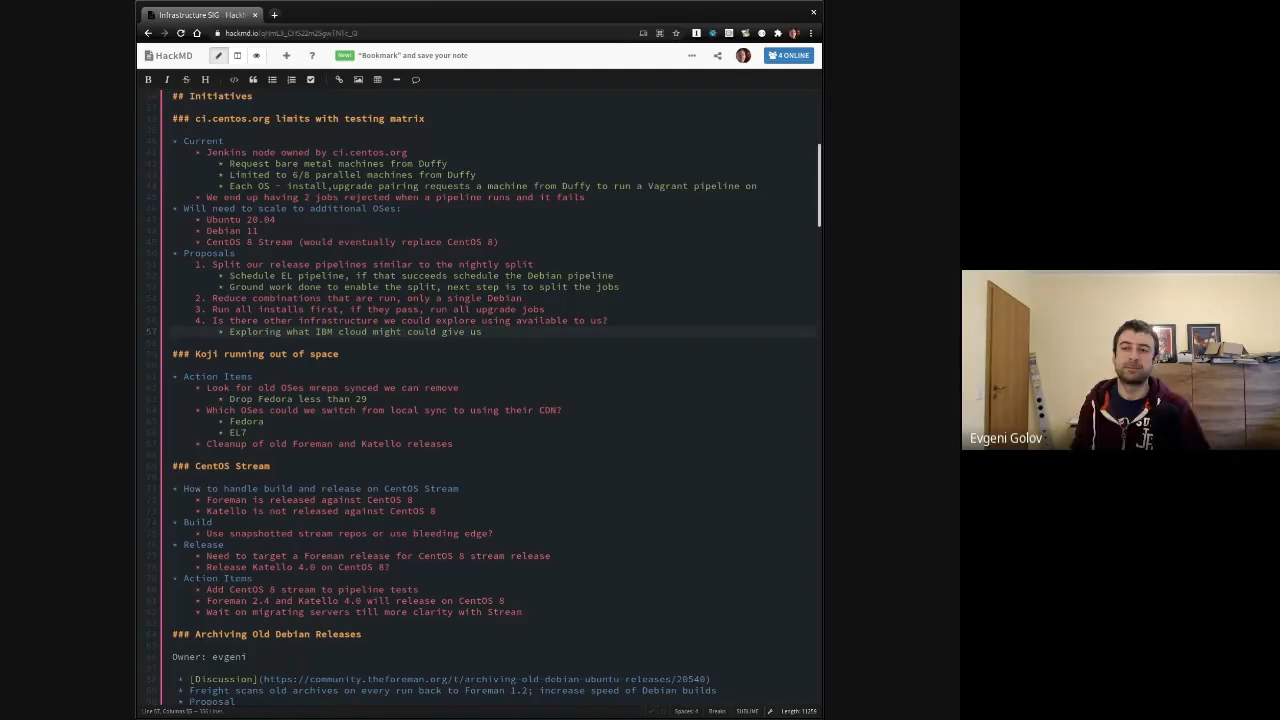 Infrastructure SIG - HackM
hackmd.io/
HackMD
New! "Bookmark" and save your note
4 ONLINE
## Initiatives
### ci.centos.org limits with testing matrix
* Current
* Jenkins node owned by ci.centos.org
* Request bare metal machines from Duffy
* Limited to 6/8 parallel machines from Duffy
* Each OS - install,upgrade pairing requests a machine from Duffy to run a Vagrant pipeline on
* We end up having 2 jobs rejected when a pipeline runs and it fails
* Will need to scale to additional OSes:
* Ubuntu 20.04
* Debian 11
* CentOS 8 Stream (would eventually replace CentOS 8)
* Proposals
1. Split our release pipelines similar to the nightly split
* Schedule EL pipeline, if that succeeds schedule the Debian pipeline
* Ground work done to enable the split, next step is to split the jobs
2. Reduce combinations that are run, only a single Debian
3. Run all installs first, if they pass, run all upgrade jobs
4. Is there other infrastructure we could explore using available to us?
57 * Exploring what IBM cloud might could give us
### Koji running out of space
* Action Items
* Look for old OSes mrepo synced we can remove
* Drop Fedora less than 29
* Which OSes could we switch from local sync to using their CDN?
* Fedora
* EL7
* Cleanup of old Foreman and Katello releases
### CentOS Stream
* How to handle build and release on CentOS Stream
* Foreman is released against CentOS 8
* Katello is not released against CentOS 8
* Build
* Use snapshotted stream repos or use bleeding edge?
* Release
* Need to target a Foreman release for CentOS 8 stream release
* Release Katello 4.0 on CentOS 8?
* Action Items
* Add CentOS 8 stream to pipeline tests
* Foreman 2.4 and Katello 4.0 will release on CentOS 8
* Wait on migrating servers till more clarity with Stream
### Archiving Old Debian Releases
Owner: evgeni
* [Discussion](https://community.theforeman.org/t/archiving-old-debian-ubuntu-releases/20540)
* Freight scans old archives on every run back to Foreman 1.2; increase speed of Debian builds
* Proposal
Line 57, Columns 55 — 156 Lines
Spaces: 4 Breaks SUBLIME Length: 11259
Evgeni Golov